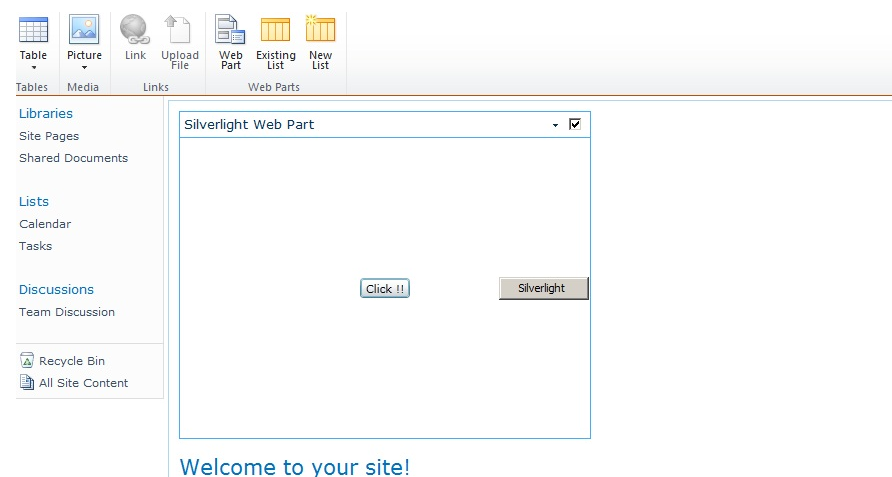 Table
Picture
Link
Upload File
Web Part
Existing List
New List
Tables
Media
Links
Web Parts
Libraries
Site Pages
Shared Documents
Lists
Calendar
Tasks
Discussions
Team Discussion
Recycle Bin
All Site Content
Silverlight Web Part
Click !!
Silverlight
Welcome to your site!